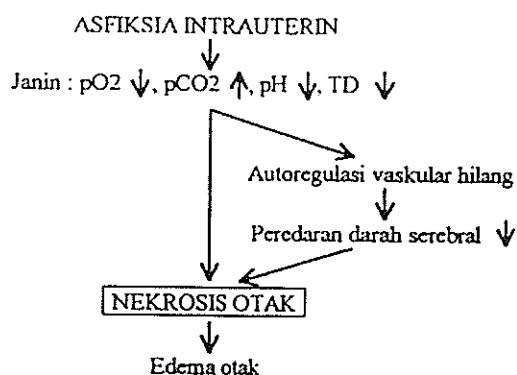 ASFIKSIA INTRAUTERIN
Janin : pO2 ↓, pCO2 ↑, pH ↓, TD ↓
Autoregulasi vaskular hilang
Peredaran darah serebral ↓
NEKROSIS OTAK
Edema otak